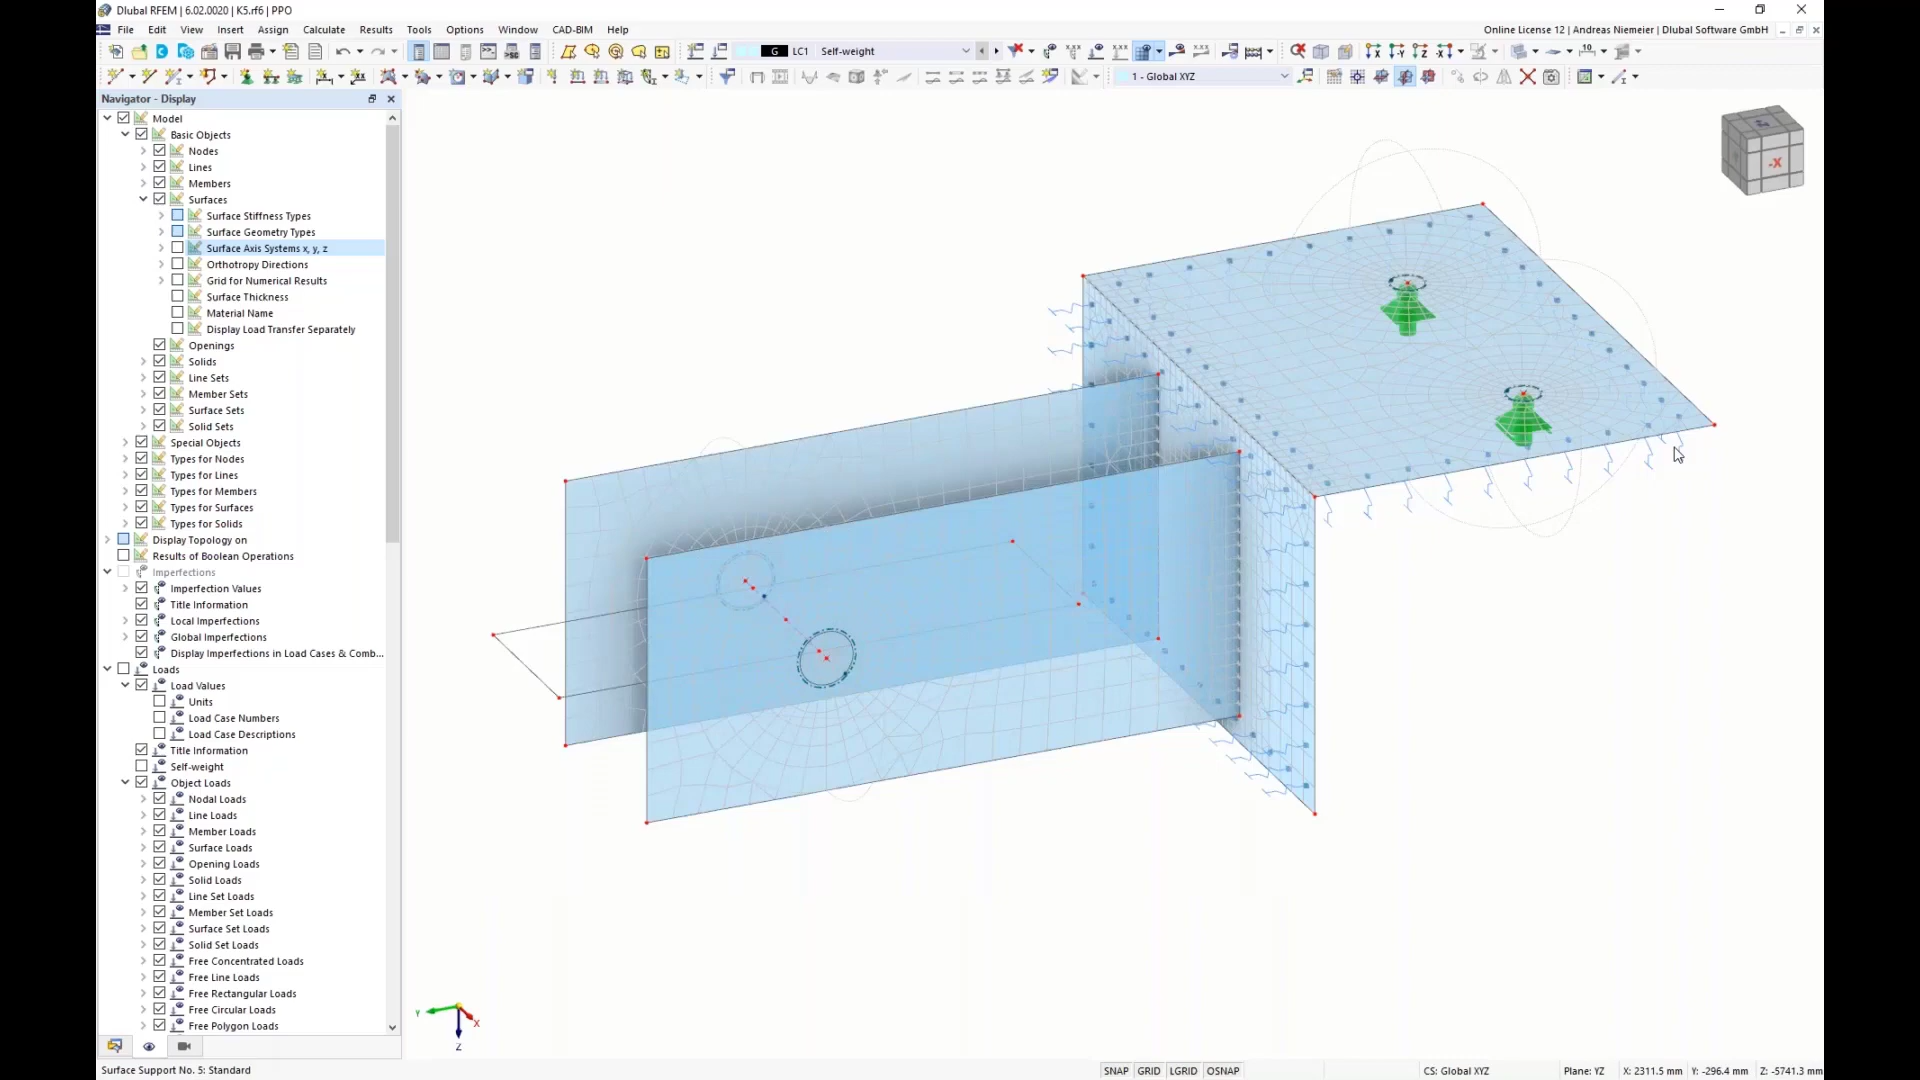 Dlubal RFEM | 6.02.0020 | K5.rf6 | PPO
File Edit View Insert Assign Calculate Results Tools Options Window CAD-BIM Help
Online License 12 | Andreas Niemeier | Dlubal Software GmbH
G LC1 Self-weight
1 - Global XYZ
Navigator - Display
Model
Basic Objects
Nodes
Lines
Members
Surfaces
Surface Stiffness Types
Surface Geometry Types
Surface Axis Systems x, y, z
Orthotropy Directions
Grid for Numerical Results
Surface Thickness
Material Name
Display Load Transfer Separately
Openings
Solids
Line Sets
Member Sets
Surface Sets
Solid Sets
Special Objects
Types for Nodes
Types for Lines
Types for Members
Types for Surfaces
Types for Solids
Display Topology on
Results of Boolean Operations
Imperfections
Imperfection Values
Title Information
Local Imperfections
Global Imperfections
Display Imperfections in Load Cases & Comb...
Loads
Load Values
Units
Load Case Numbers
Load Case Descriptions
Title Information
Self-weight
Object Loads
Nodal Loads
Line Loads
Member Loads
Surface Loads
Opening Loads
Solid Loads
Line Set Loads
Member Set Loads
Surface Set Loads
Solid Set Loads
Free Concentrated Loads
Free Line Loads
Free Rectangular Loads
Free Circular Loads
Free Polygon Loads
-X
Y
X
Z
Surface Support No. 5: Standard
SNAP GRID LGRID OSNAP
CS: Global XYZ
Plane: YZ
X: 2311.5 mm Y: -296.4 mm Z: -5741.3 mm